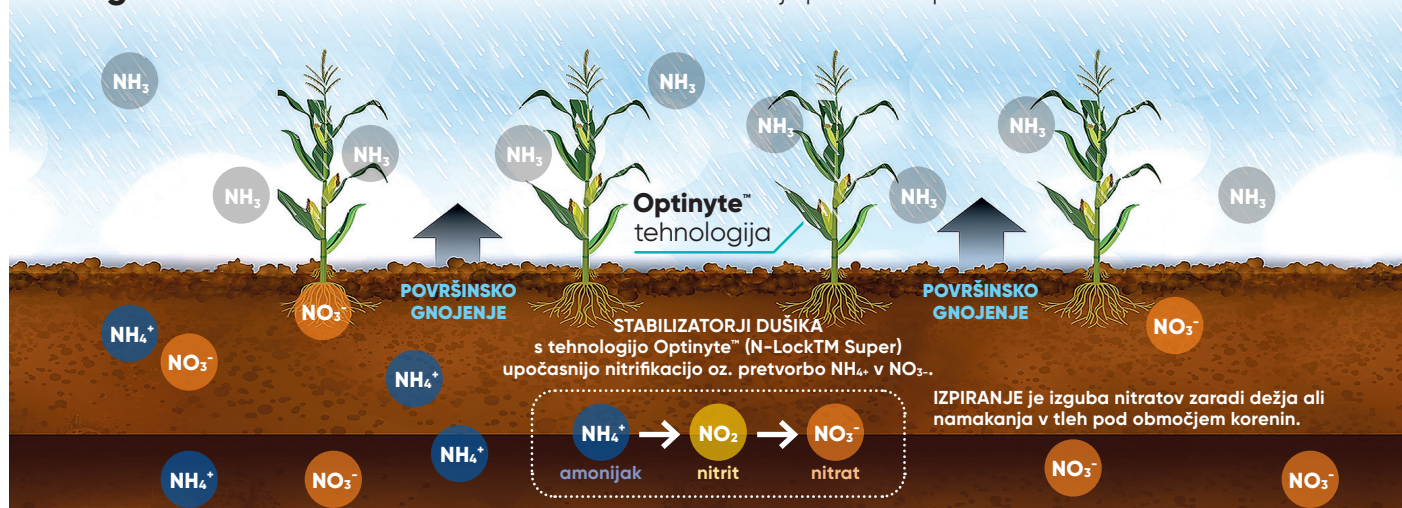 NH₃
NH₃
NH₃
NH₃
NH₃
NH₃
NH₃
NH₃
NH₃
NH₃
Optinyte™
tehnologija
POVRŠINSKO
GNOJENJE
POVRŠINSKO
GNOJENJE
NO₃⁻
NH₄⁺
NO₃⁻
NH₄⁺
NO₃⁻
STABILIZATORJI DUŠIKA
s tehnologijo Optinyte™ (N-LockTM Super)
upočasnijo nitrifikacijo oz. pretvorbo NH₄₊ v NO₃₋.
IZPIRANJE je izguba nitratov zaradi dežja ali
namakanja v tleh pod območjem korenin.
NH₄⁺ → NO₂ → NO₃⁻
amonijak nitrit nitrat
NH₄⁺
NH₄⁺
NO₃⁻
NO₃⁻
NO₃⁻